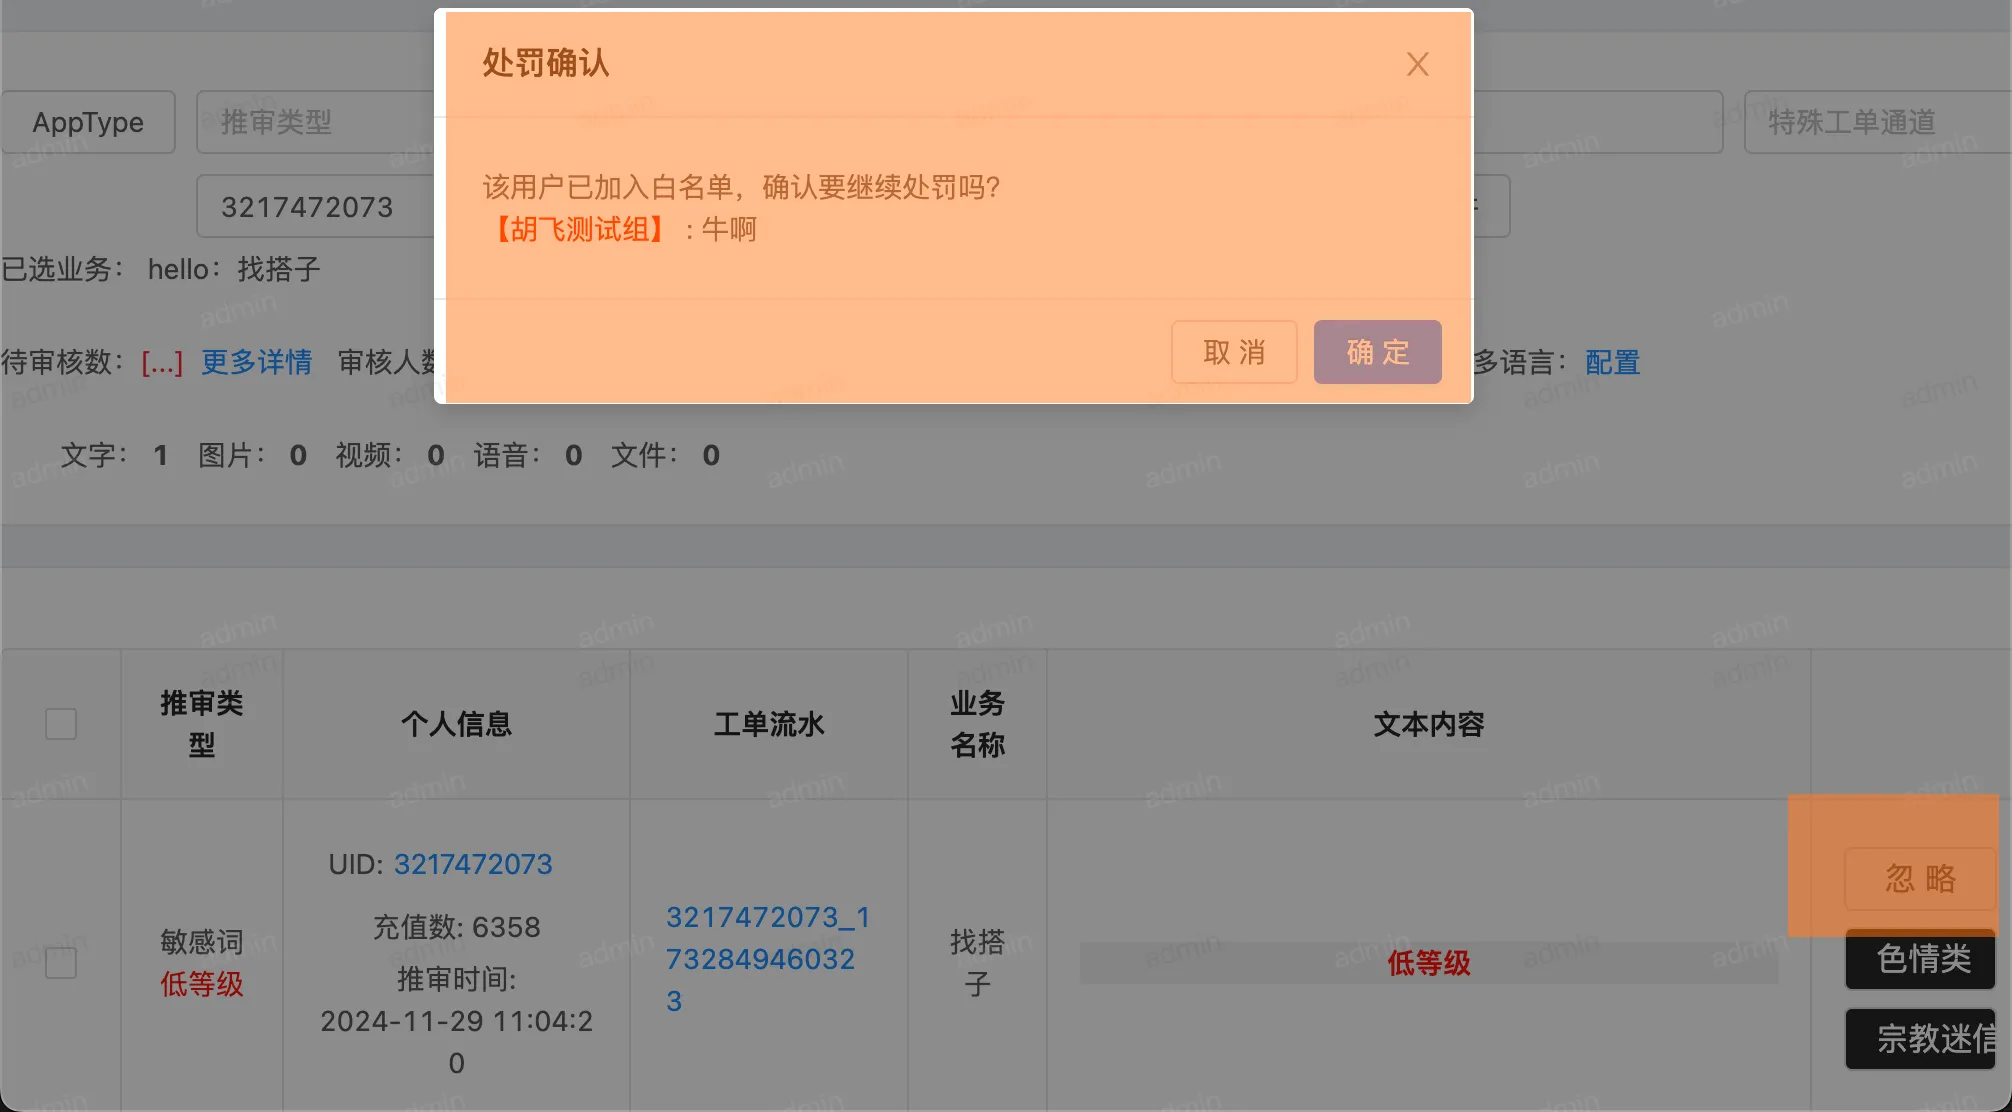 处罚确认
该用户已加入白名单，确认要继续处罚吗?
【胡飞测试组】 : 牛啊
取 消
确 定
AppType
推审类型
特殊工单通道
3217472073
已选业务： hello：找搭子
待审核数： [...] 更多详情 审核人数
多语言： 配置
文字： 1 图片： 0 视频： 0 语音： 0 文件： 0
推审类
型
个人信息
工单流水
业务
名称
文本内容
敏感词
低等级
UID: 3217472073
充值数: 6358
推审时间:
2024-11-29 11:04:2
0
3217472073_1
73284946032
3
找搭
子
低等级
忽 略
色情类
宗教迷信
admin